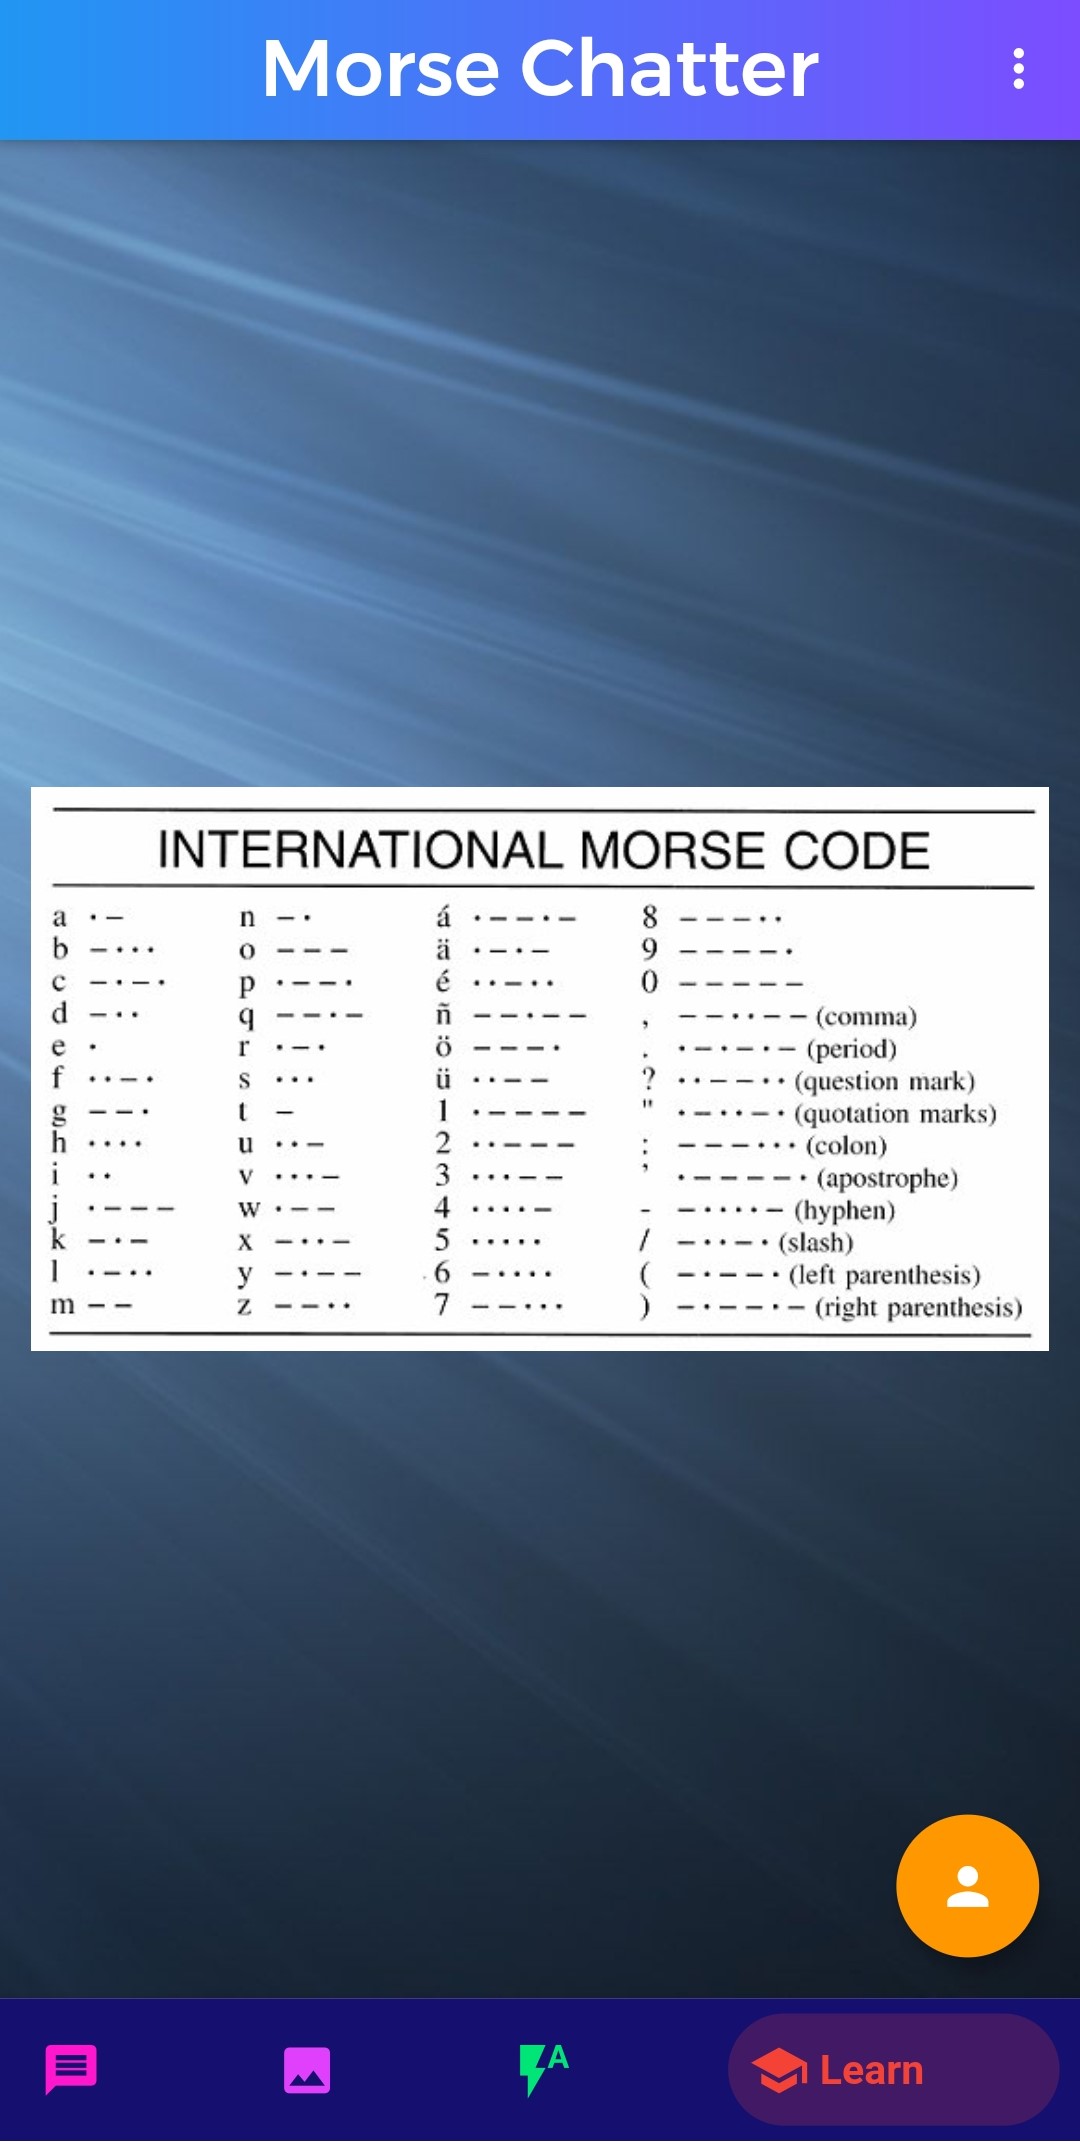 Morse Chatter
INTERNATIONAL MORSE CODE
a ·– n –· á ·––·– 8 –––··
b –··· o ––– ä ·–·– 9 ––––·
c –·–· p ·––· é ··–·· 0 –––––
d –·· q ––·– ñ ––·–– , ––··–– (comma)
e · r ·–· ö –––· . ·–·–·– (period)
f ··–· s ··· ü ··–– ? ··––·· (question mark)
g ––· t – 1 ·–––– " ·–··–· (quotation marks)
h ···· u ··– 2 ··––– : –––··· (colon)
i ·· v ···– 3 ···–– ' ·––––· (apostrophe)
j ·––– w ·–– 4 ····– - –····– (hyphen)
k –·– x –··– 5 ····· / –··–· (slash)
l ·–·· y –·–– 6 –···· ( –·––· (left parenthesis)
m –– z ––·· 7 ––··· ) –·––·– (right parenthesis)
A
Learn